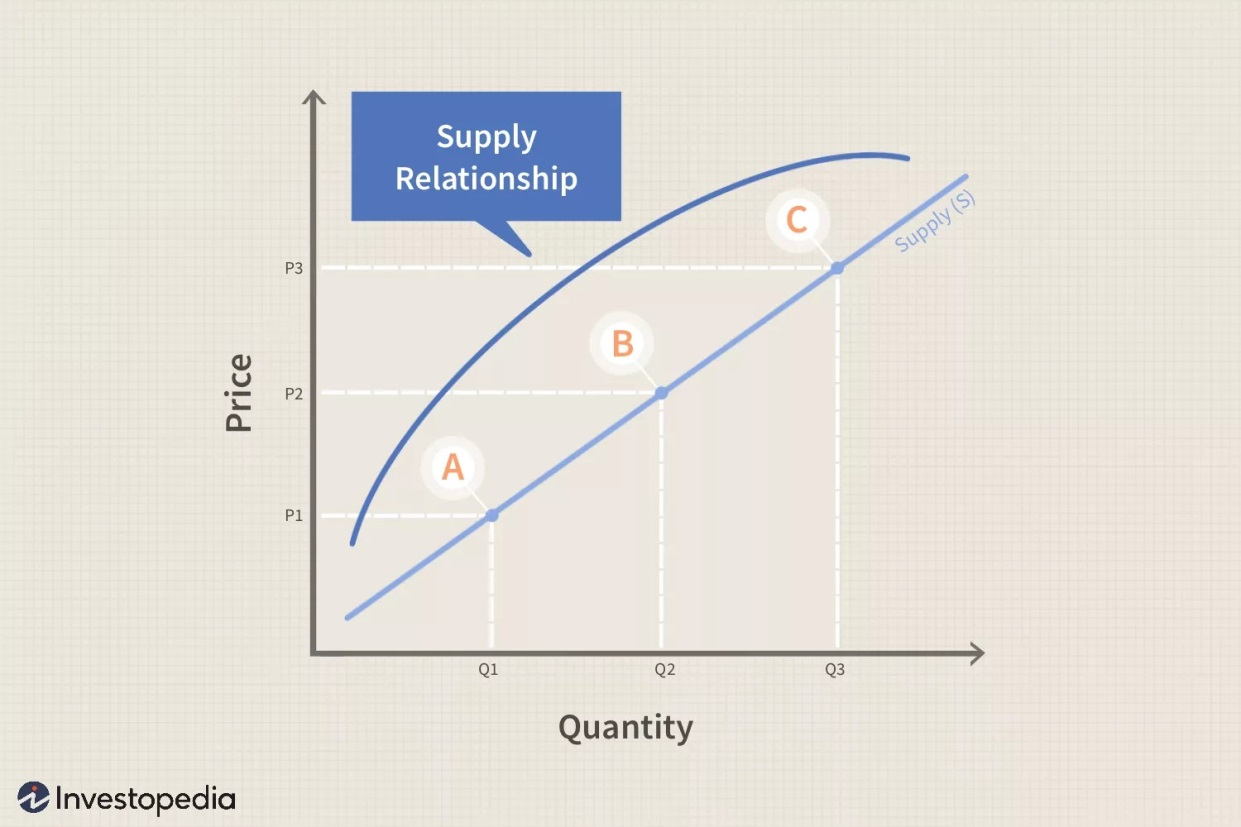 Supply
Relationship
C
Supply (S)
P3
B
Price
P2
A
P1
Q1
Q2
Q3
Quantity
Investopedia